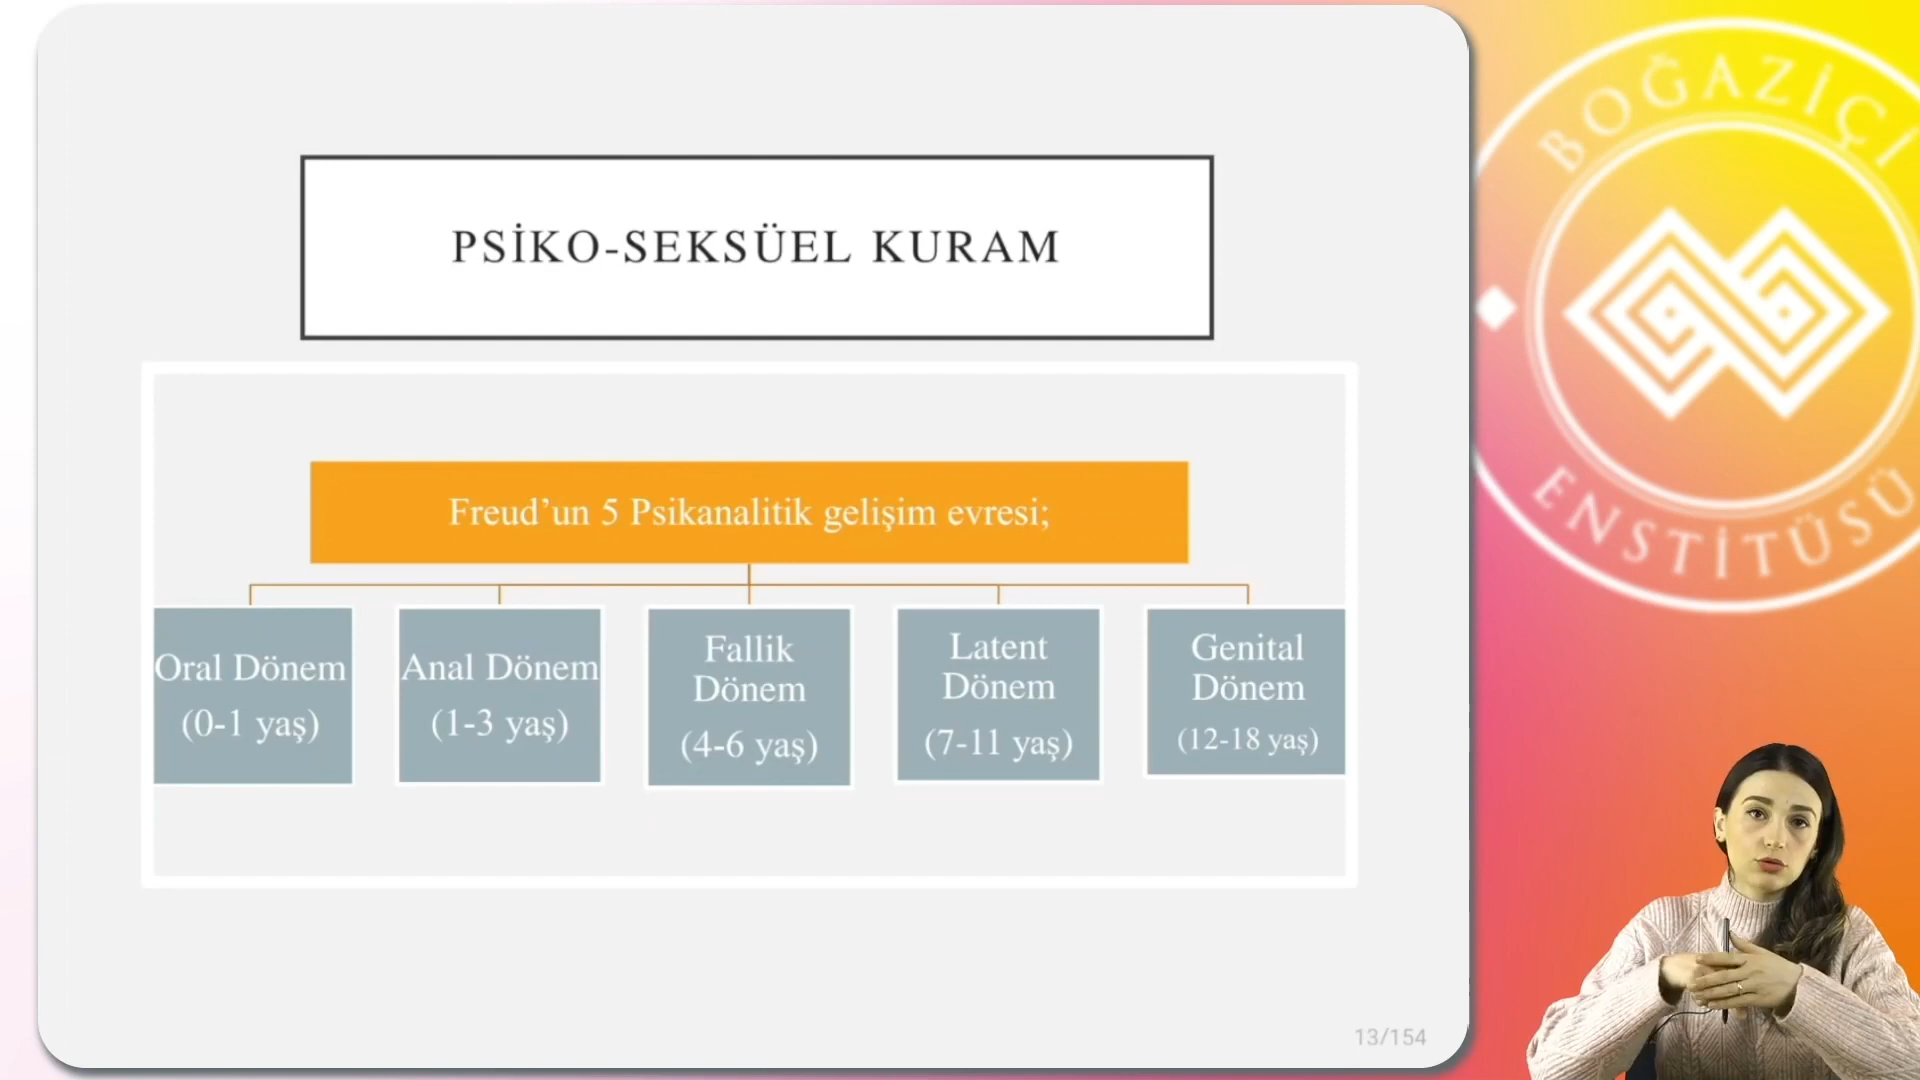 PSİKO-SEKSÜEL KURAM
Freud’un 5 Psikanalitik gelişim evresi;
Oral Dönem
(0-1 yaş)
Anal Dönem
(1-3 yaş)
Fallik
Dönem
(4-6 yaş)
Latent
Dönem
(7-11 yaş)
Genital
Dönem
(12-18 yaş)
13/154
BOĞAZİÇİ
ENSTİTÜSÜ